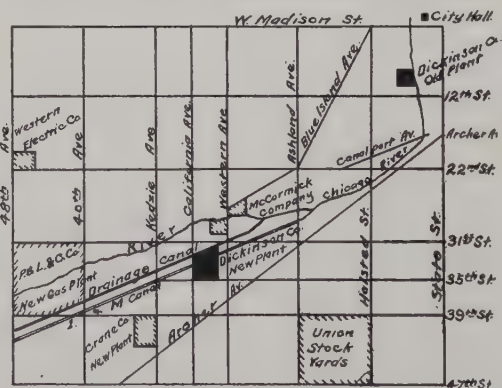 W. Madison St.
City Hall.
Dickinson Co.
Old Plant
12th St.
Blue Island Ave.
Ashland Ave.
Western Ave
California Ave
Kedzie Ave
40th Ave
48th Ave.
Western
Electric Co
Canalport Av.
Archer Av.
River
22nd St.
McCormick
Company
Chicago
River
31st St.
Drainage Canal
Dickinson Co.
New Plant
P.G.L.&C.Co.
New Gas Plant
I. & M Canal
35th St.
Halsted St.
State St.
39th St.
Crane Co
New Plant
Archer Av.
Union
Stock
Yards
47th St.